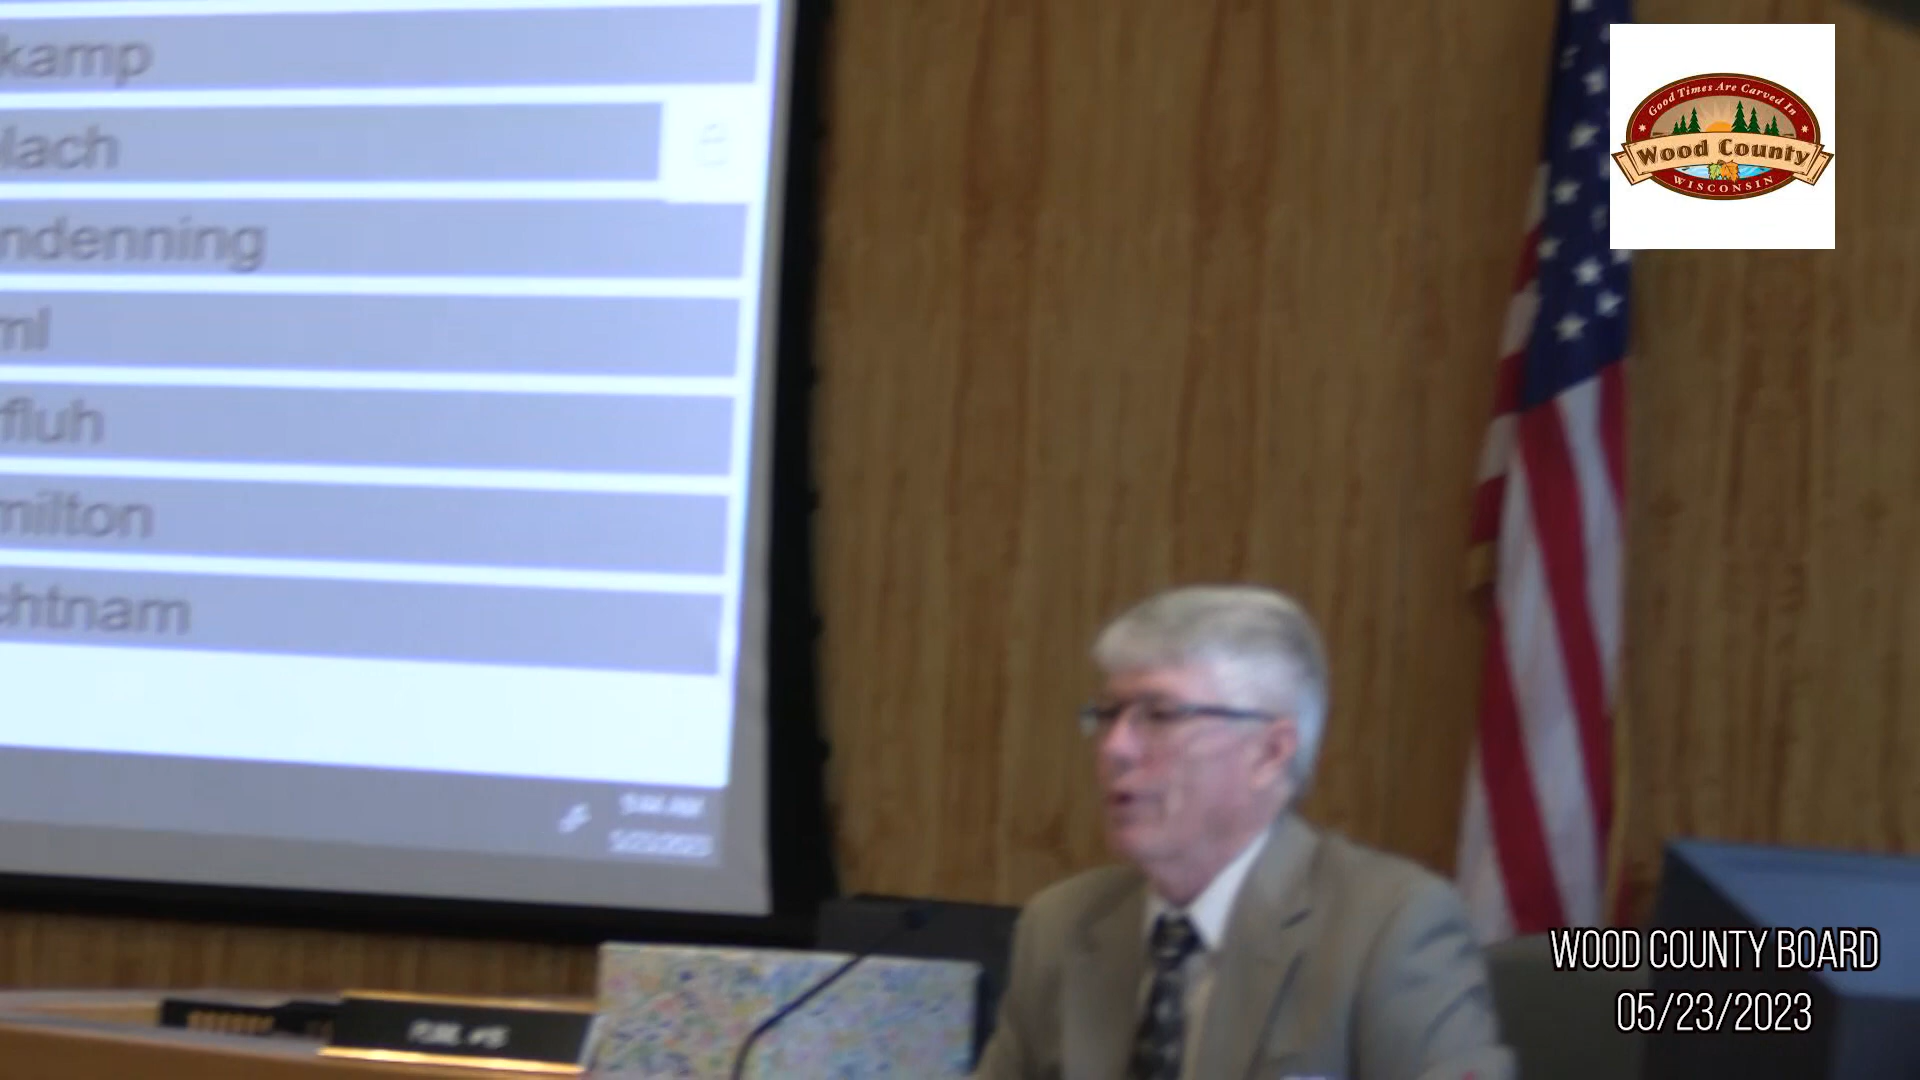 kamp
lach
ndenning
ml
fluh
milton
chtnam
Good Times Are Carved In
Wood County
WISCONSIN
WOOD COUNTY BOARD
05/23/2023